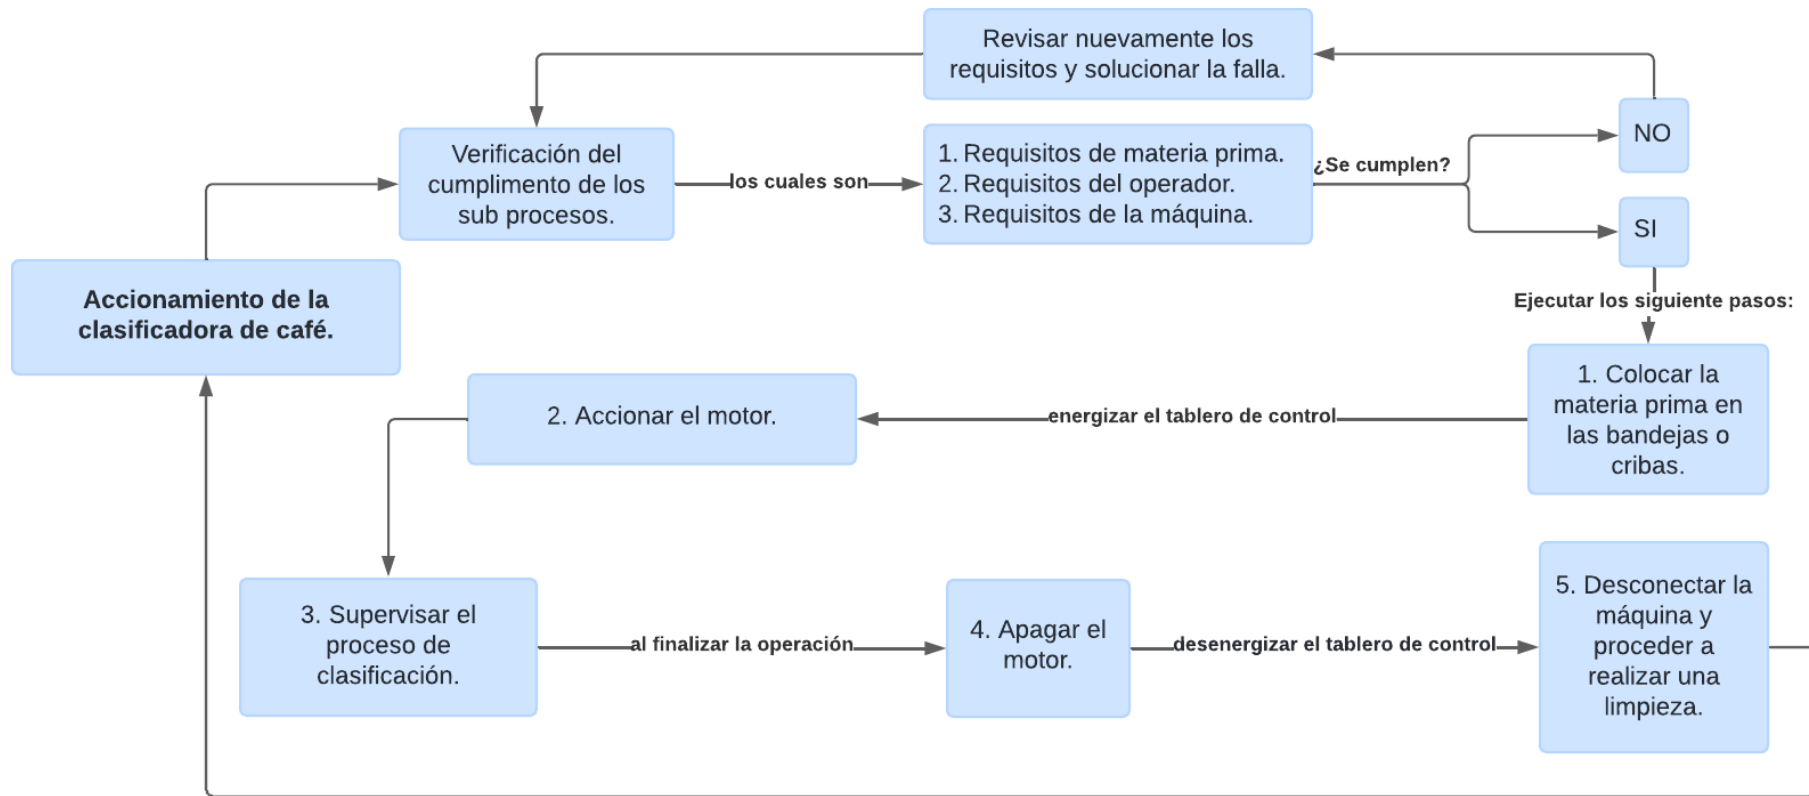 Revisar nuevamente los
requisitos y solucionar la falla.
NO
Verificación del
cumplimento de los
sub procesos.
los cuales son
1. Requisitos de materia prima.
2. Requisitos del operador.
3. Requisitos de la máquina.
¿Se cumplen?
SI
Accionamiento de la
clasificadora de café.
Ejecutar los siguiente pasos:
1. Colocar la
materia prima en
las bandejas o
cribas.
energizar el tablero de control
2. Accionar el motor.
3. Supervisar el
proceso de
clasificación.
al finalizar la operación
4. Apagar el
motor.
desenergizar el tablero de control
5. Desconectar la
máquina y
proceder a
realizar una
limpieza.